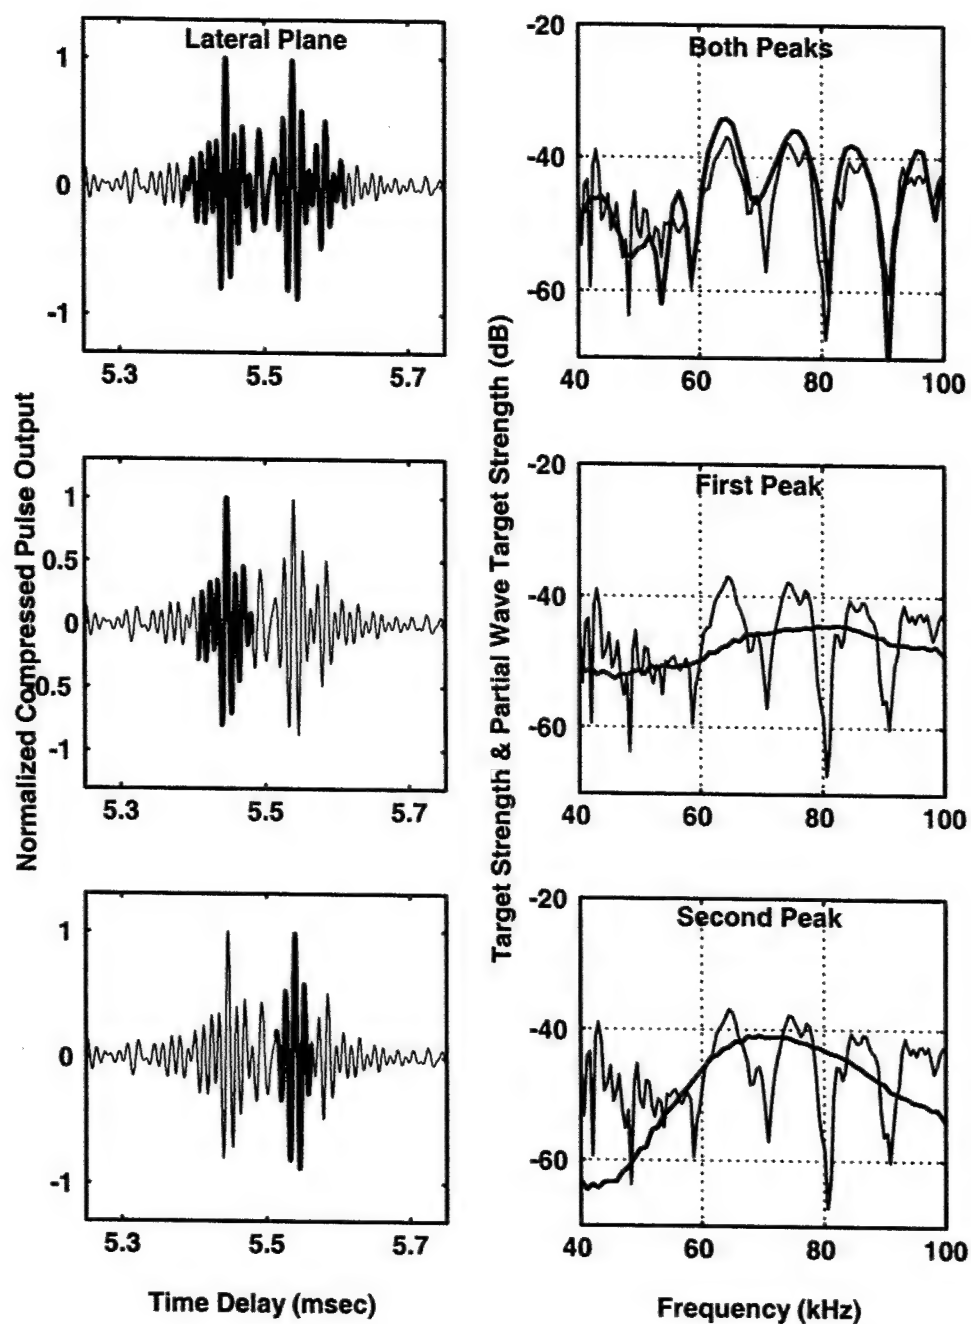 Lateral Plane
1
0
-1
5.3 5.5 5.7
-20
Both Peaks
-40
-60
40 60 80 100
1
0.5
0
-0.5
-1
5.3 5.5 5.7
-20
First Peak
-40
-60
40 60 80 100
1
0
-1
5.3 5.5 5.7
-20
Second Peak
-40
-60
40 60 80 100
Normalized Compressed Pulse Output
Target Strength & Partial Wave Target Strength (dB)
Time Delay (msec)
Frequency (kHz)